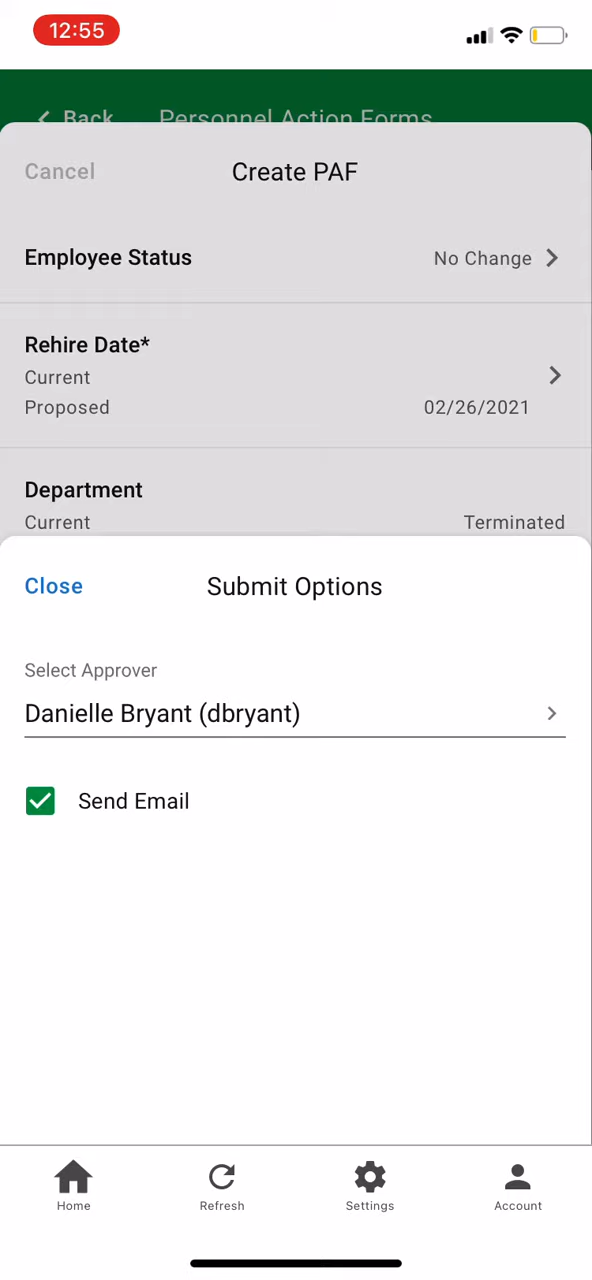 12:55
Back Personnel Action Forms
Cancel Create PAF
Employee Status No Change
Rehire Date*
Current
Proposed 02/26/2021
Department
Current Terminated
Close Submit Options
Select Approver
Danielle Bryant (dbryant)
Send Email
Home Refresh Settings Account